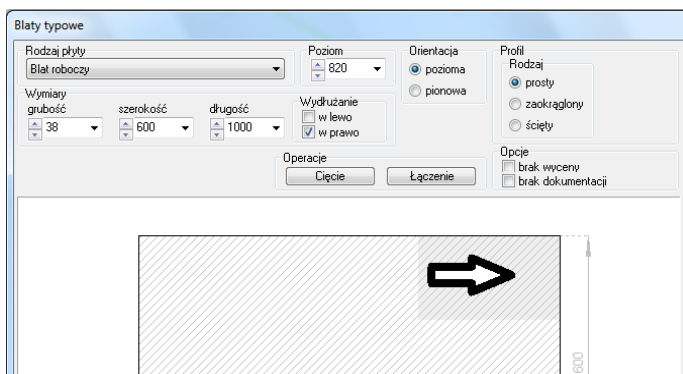 Blaty typowe
Rodzaj płyty
Blat roboczy
Poziom
820
Orientacja
pozioma
pionowa
Profil
Rodzaj
prosty
zaokrąglony
ścięty
Wymiary
grubość szerokość długość
38 600 1000
Wydłużanie
w lewo
w prawo
Operacje
Cięcie Łączenie
Opcje
brak wyceny
brak dokumentacji
600